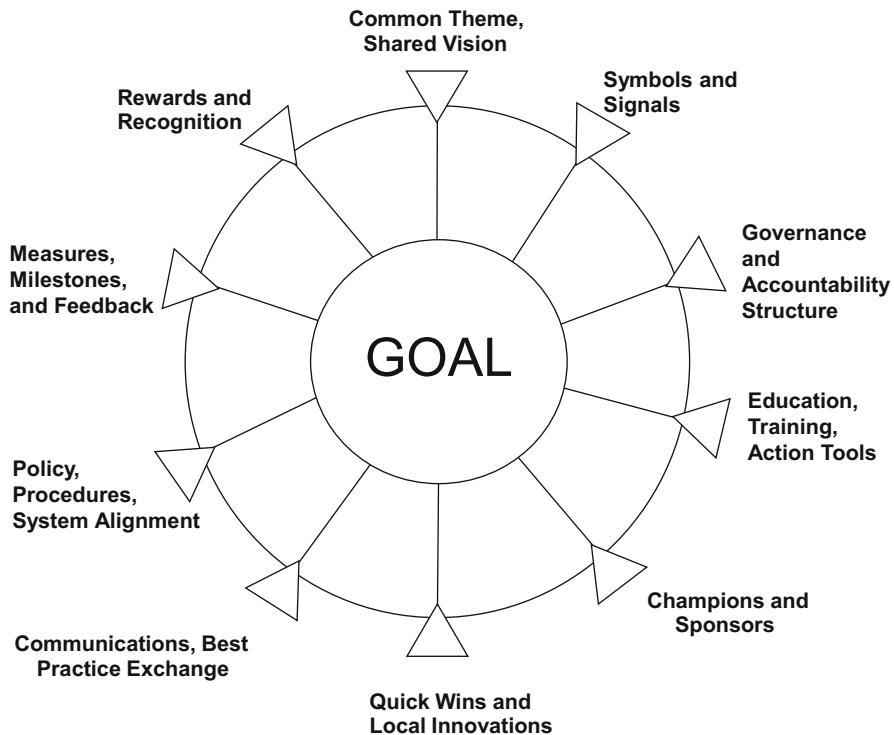 Common Theme,
Shared Vision
Symbols and
Signals
Governance
and
Accountability
Structure
Education,
Training,
Action Tools
Champions and
Sponsors
Quick Wins and
Local Innovations
Communications, Best
Practice Exchange
Policy,
Procedures,
System Alignment
Measures,
Milestones,
and Feedback
Rewards and
Recognition
GOAL